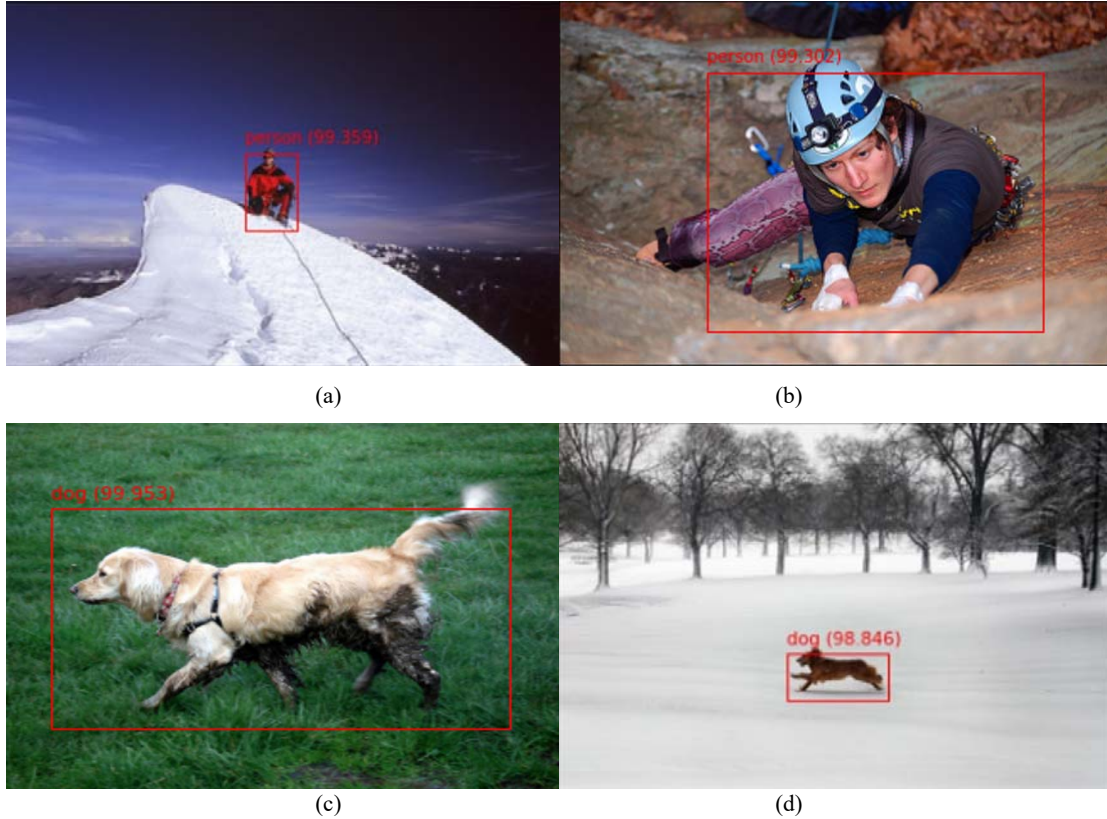 person (99.359)
person (99.302)
(a)
(b)
dog (99.953)
dog (98.846)
(c)
(d)